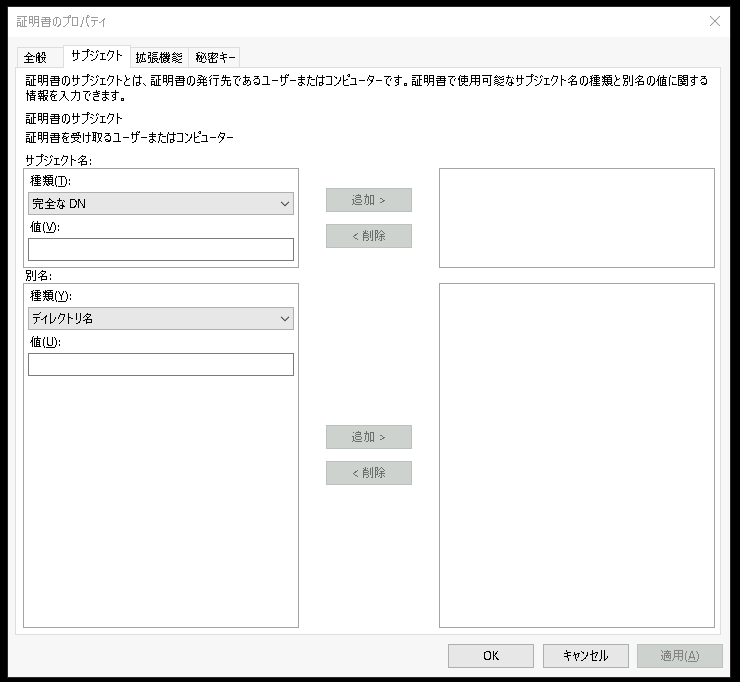 証明書のプロパティ
全般 サブジェクト 拡張機能 秘密キー
証明書のサブジェクトとは、証明書の発行先であるユーザーまたはコンピューターです。証明書で使用可能なサブジェクト名の種類と別名の値に関する
情報を入力できます。
証明書のサブジェクト
証明書を受け取るユーザーまたはコンピューター
サブジェクト名:
種類(T):
完全な DN
値(V):
追加 >
< 削除
別名:
種類(Y):
ディレクトリ名
値(U):
追加 >
< 削除
OK キャンセル 適用(A)